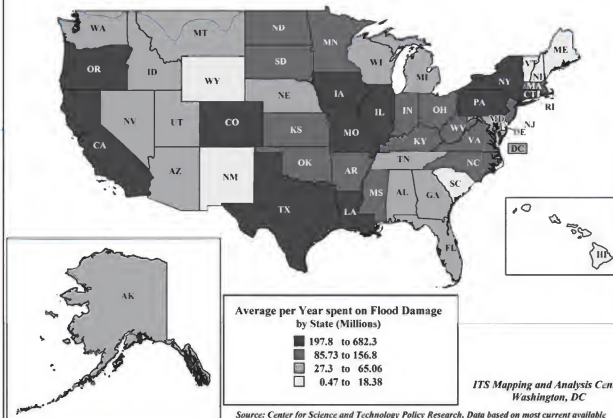 WA
MT
ND
MN
ME
OR
ID
SD
WI
MI
VT
NH
NY
MA
CT
RI
WY
NE
IA
PA
NJ
NV
UT
CO
IL
IN
OH
MD
DE
DC
CA
KS
MO
KY
WV
VA
AZ
NM
OK
AR
TN
NC
SC
TX
LA
MS
AL
GA
FL
HI
AK
Average per Year spent on Flood Damage
by State (Millions)
197.8 to 682.3
85.73 to 156.8
27.3 to 65.06
0.47 to 18.38
ITS Mapping and Analysis Cen
Washington, DC
Source: Center for Science and Technology Policy Research, Data based on most current available